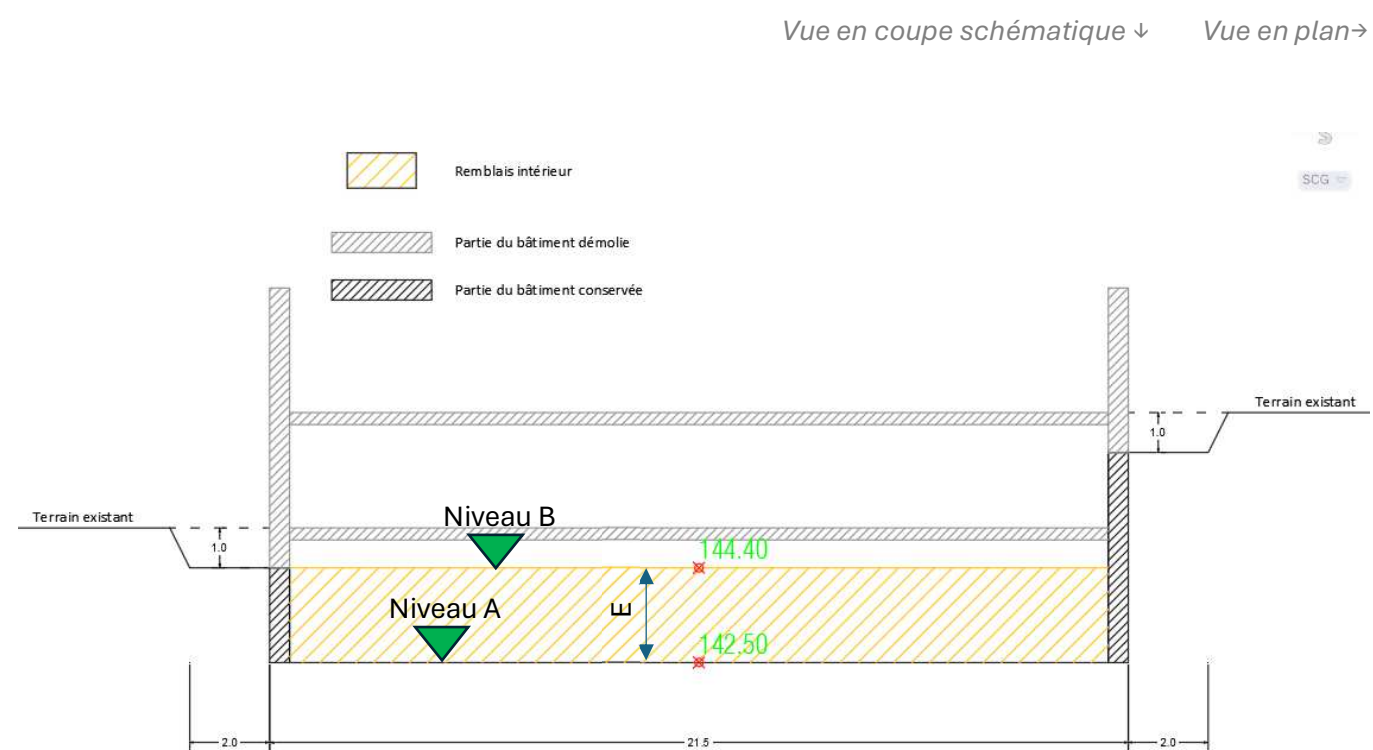 Vue en coupe schématique ↓ Vue en plan→
SCG
Remblais intérieur
Partie du bâtiment démolie
Partie du bâtiment conservée
Terrain existant
1.0
Terrain existant
1.0
Niveau B
144.40
Niveau A
E
142.50
2.0
21.5
2.0